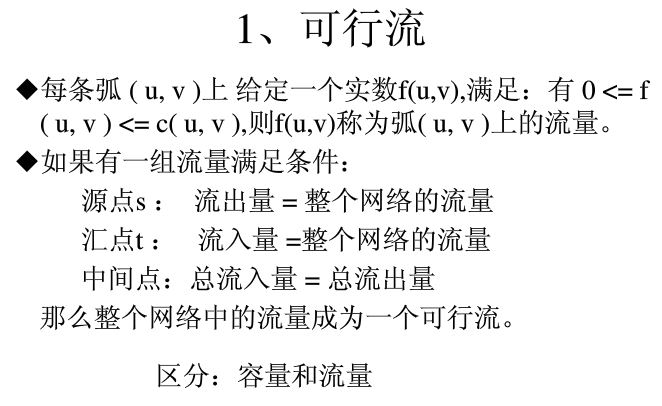 1、可行流
◆每条弧 ( u, v )上 给定一个实数f(u,v),满足：有 0 <= f
( u, v ) <= c( u, v ),则f(u,v)称为弧( u, v )上的流量。
◆如果有一组流量满足条件：
源点s ： 流出量 = 整个网络的流量
汇点t ： 流入量 =整个网络的流量
中间点：总流入量 = 总流出量
那么整个网络中的流量成为一个可行流。
区分：容量和流量